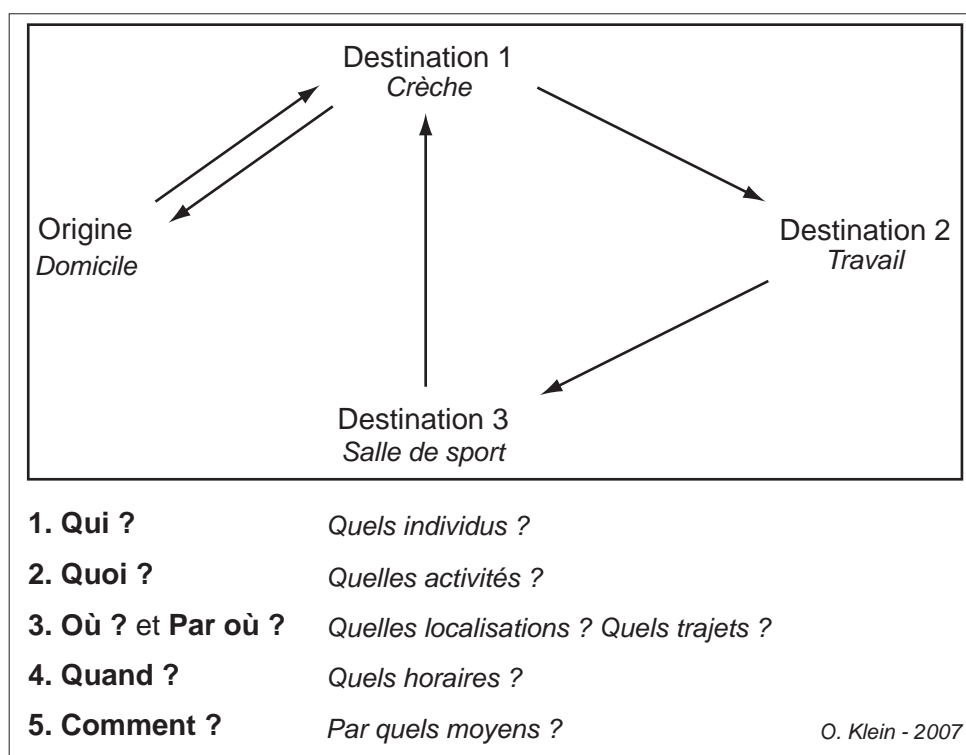 Destination 1
Crèche
Origine
Domicile
Destination 2
Travail
Destination 3
Salle de sport
1. Qui ? Quels individus ?
2. Quoi ? Quelles activités ?
3. Où ? et Par où ? Quelles localisations ? Quels trajets ?
4. Quand ? Quels horaires ?
5. Comment ? Par quels moyens ?
O. Klein - 2007